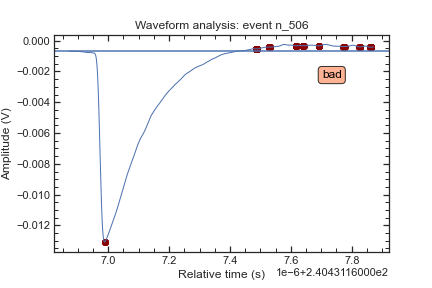 Waveform analysis: event n_506
0.000
−0.002
−0.004
−0.006
−0.008
−0.010
−0.012
Amplitude (V)
bad
7.0
7.2
7.4
7.6
7.8
1e−6+2.4043116000e2
Relative time (s)